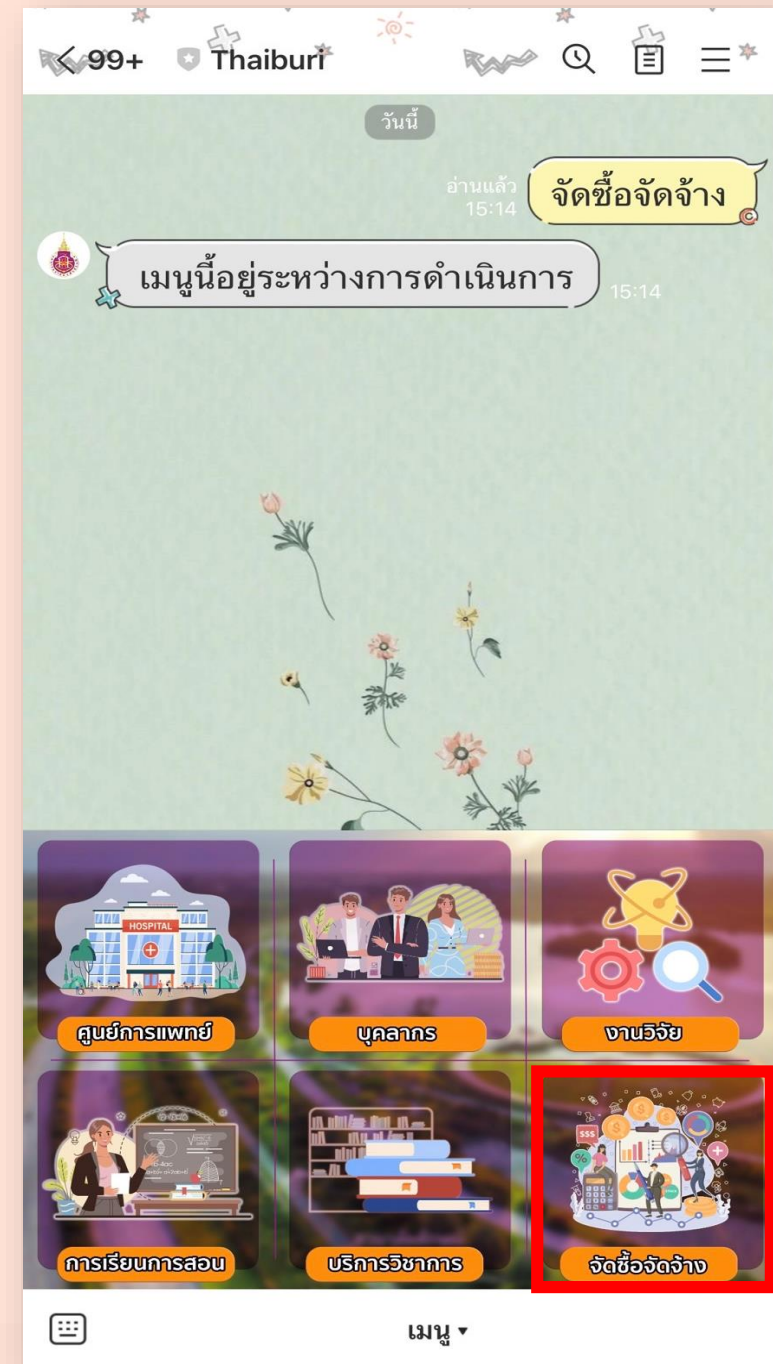 99+ Thaiburi
วันนี้
จัดซื้อจัดจ้าง
อ่านแล้ว
15:14
เมนูนี้อยู่ระหว่างการดำเนินการ
15:14
HOSPITAL
ศูนย์การแพทย์ บุคลากร งานวิจัย
$$$
%
การเรียนการสอน บริการวิชาการ จัดซื้อจัดจ้าง
เมนู